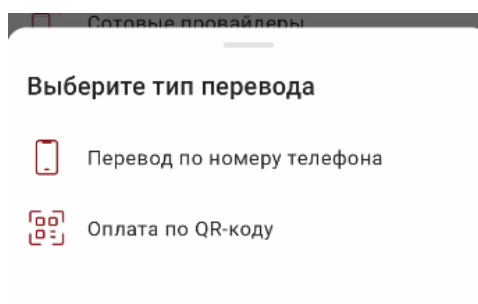 Сотовые провайдеры
Выберите тип перевода
Перевод по номеру телефона
Оплата по QR-коду